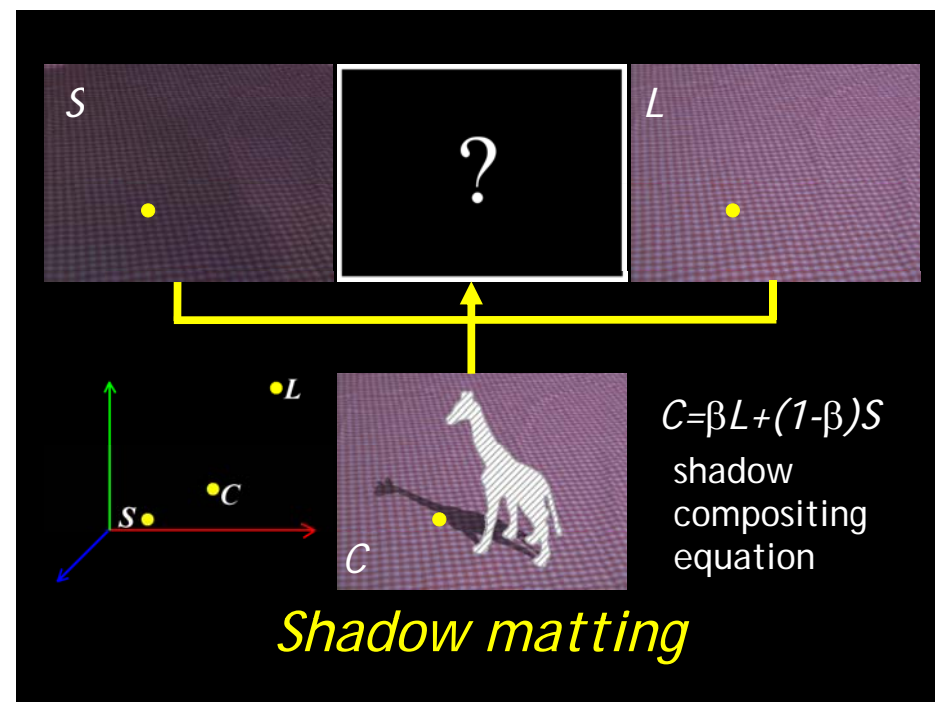 S
?
L
L
C
S
C
C=βL+(1-β)S
shadow
compositing
equation
Shadow matting